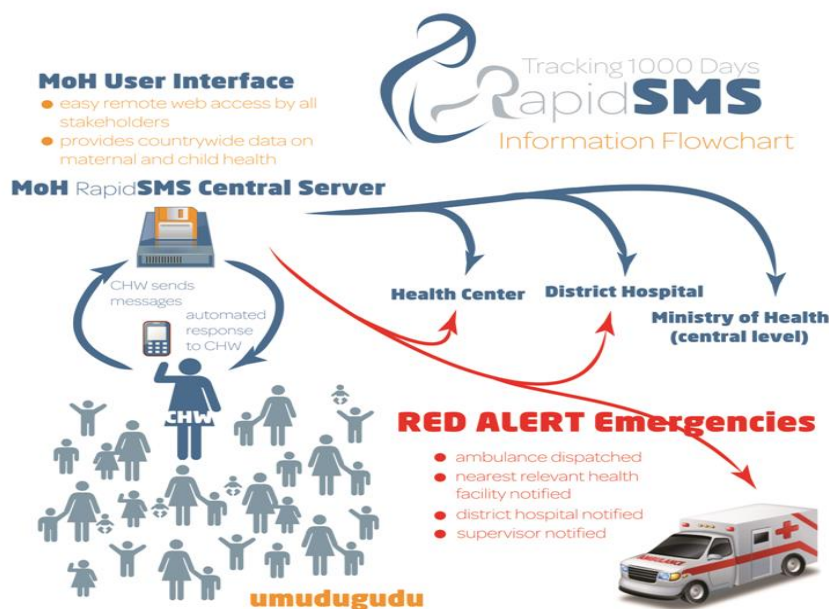 Tracking 1000 Days
RapidSMS
Information Flowchart
MoH User Interface
easy remote web access by all
stakeholders
provides countrywide data on
maternal and child health
MoH RapidSMS Central Server
CHW sends
messages
automated
response
to CHW
CHW
Health Center
District Hospital
Ministry of Health
(central level)
RED ALERT Emergencies
ambulance dispatched
nearest relevant health
facility notified
district hospital notified
supervisor notified
AMBULANCE
umudugudu